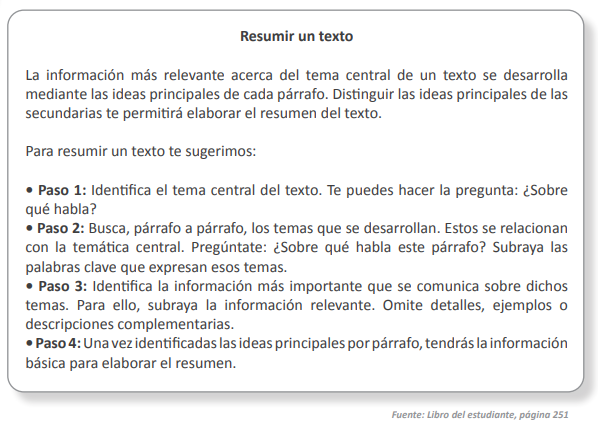 Resumir un texto
La información más relevante acerca del tema central de un texto se desarrolla
mediante las ideas principales de cada párrafo. Distinguir las ideas principales de las
secundarias te permitirá elaborar el resumen del texto.
Para resumir un texto te sugerimos:
• Paso 1: Identifica el tema central del texto. Te puedes hacer la pregunta: ¿Sobre
qué habla?
• Paso 2: Busca, párrafo a párrafo, los temas que se desarrollan. Estos se relacionan
con la temática central. Pregúntate: ¿Sobre qué habla este párrafo? Subraya las
palabras clave que expresan esos temas.
• Paso 3: Identifica la información más importante que se comunica sobre dichos
temas. Para ello, subraya la información relevante. Omite detalles, ejemplos o
descripciones complementarias.
• Paso 4: Una vez identificadas las ideas principales por párrafo, tendrás la información
básica para elaborar el resumen.
Fuente: Libro del estudiante, página 251